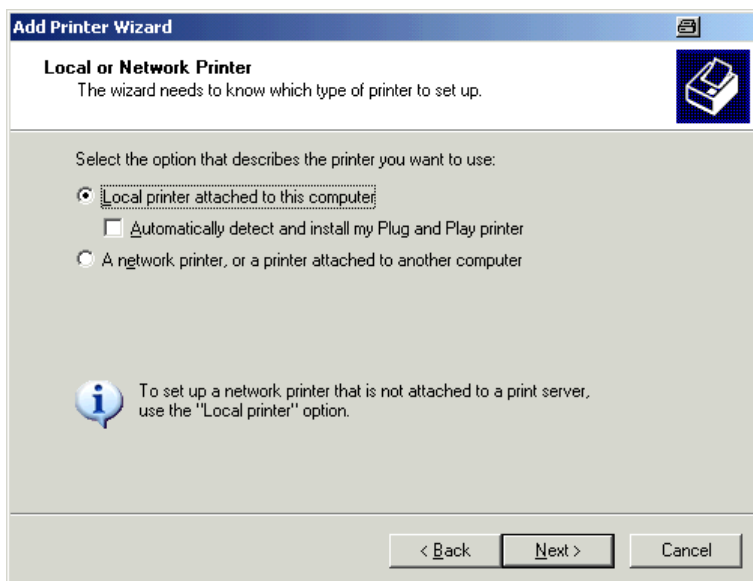 Add Printer Wizard
Local or Network Printer
The wizard needs to know which type of printer to set up.
Select the option that describes the printer you want to use:
Local printer attached to this computer
Automatically detect and install my Plug and Play printer
A network printer, or a printer attached to another computer
To set up a network printer that is not attached to a print server,
use the "Local printer" option.
< Back
Next >
Cancel